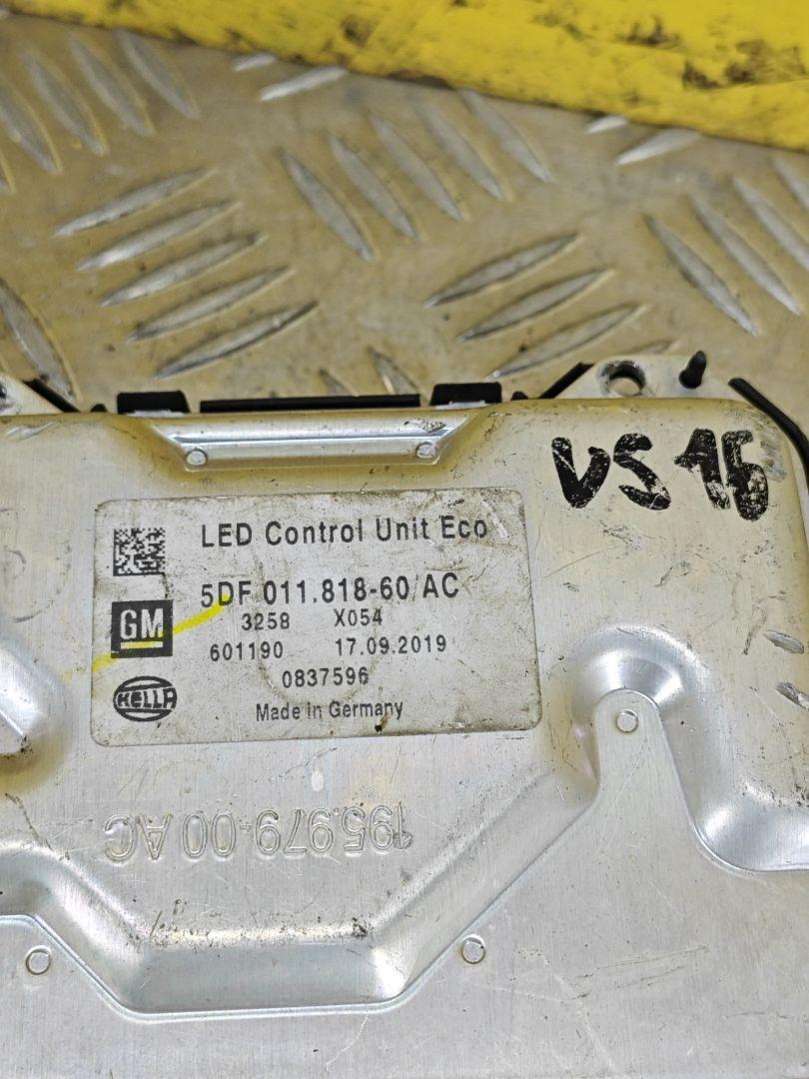 VS 16
LED Control Unit Eco
5DF 011.818-60/AC
GM
3258 X054
601190 17.09.2019
0837596
HELLA
Made in Germany
195.979-00 AC